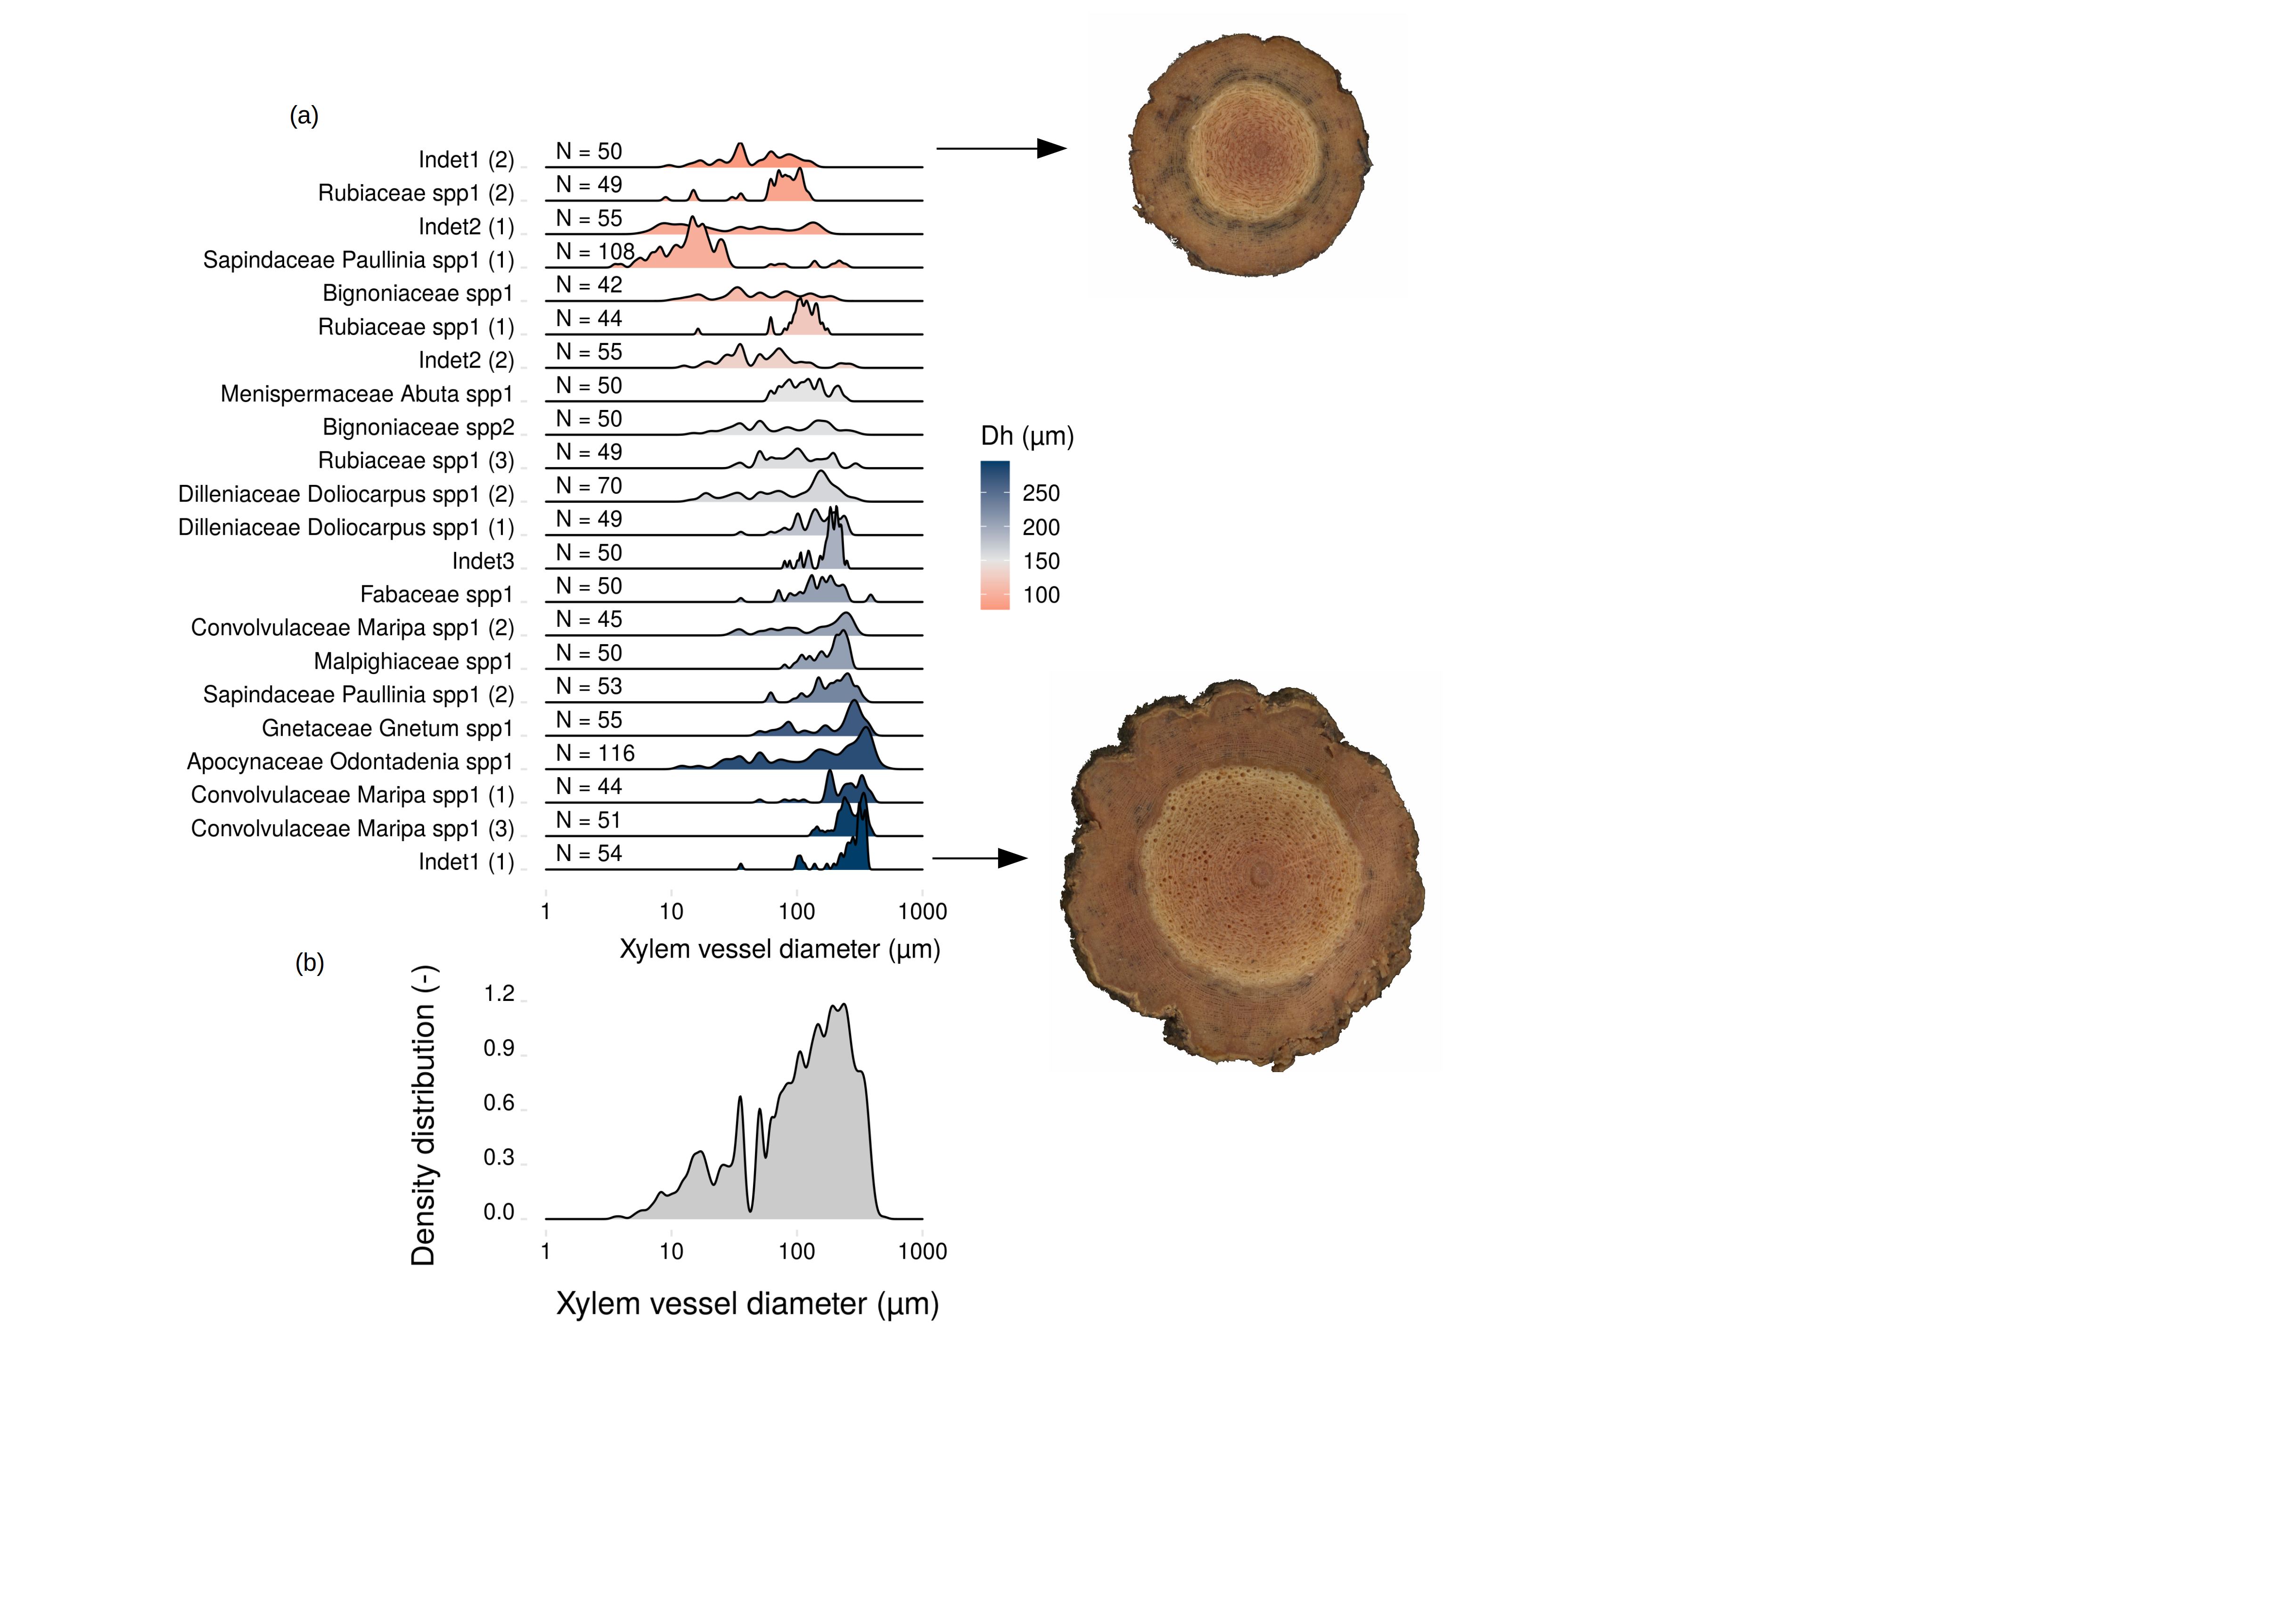 (a)
Indet1 (2) N = 50
Rubiaceae spp1 (2) N = 49
Indet2 (1) N = 55
Sapindaceae Paullinia spp1 (1) N = 108
Bignoniaceae spp1 N = 42
Rubiaceae spp1 (1) N = 44
Indet2 (2) N = 55
Menispermaceae Abuta spp1 N = 50
Bignoniaceae spp2 N = 50
Rubiaceae spp1 (3) N = 49
Dilleniaceae Doliocarpus spp1 (2) N = 70
Dilleniaceae Doliocarpus spp1 (1) N = 49
Indet3 N = 50
Fabaceae spp1 N = 50
Convolvulaceae Maripa spp1 (2) N = 45
Malpighiaceae spp1 N = 50
Sapindaceae Paullinia spp1 (2) N = 53
Gnetaceae Gnetum spp1 N = 55
Apocynaceae Odontadenia spp1 N = 116
Convolvulaceae Maripa spp1 (1) N = 44
Convolvulaceae Maripa spp1 (3) N = 51
Indet1 (1) N = 54
1 10 100 1000
Xylem vessel diameter (µm)
Dh (µm)
250
200
150
100
(b)
Density distribution (-)
1.2
0.9
0.6
0.3
0.0
1 10 100 1000
Xylem vessel diameter (µm)